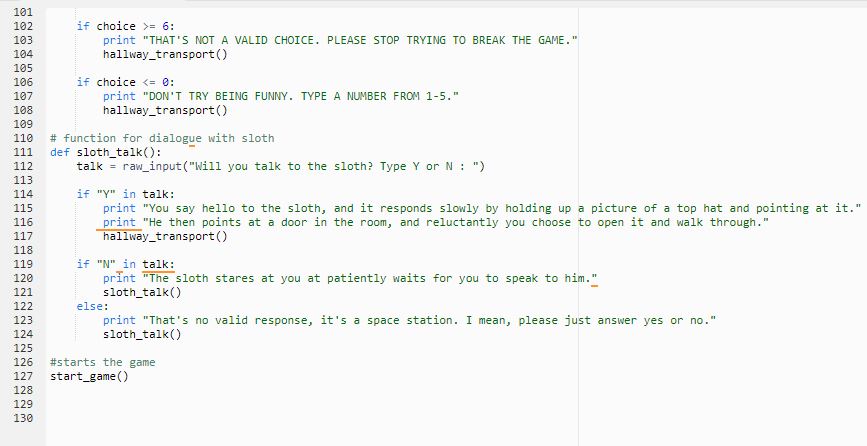 101
102 if choice >= 6:
103 print "THAT'S NOT A VALID CHOICE. PLEASE STOP TRYING TO BREAK THE GAME."
104 hallway_transport()
105
106 if choice <= 0:
107 print "DON'T TRY BEING FUNNY. TYPE A NUMBER FROM 1-5."
108 hallway_transport()
109
110 # function for dialogue with sloth
111 def sloth_talk():
112 talk = raw_input("Will you talk to the sloth? Type Y or N : ")
113
114 if "Y" in talk:
115 print "You say hello to the sloth, and it responds slowly by holding up a picture of a top hat and pointing at it."
116 print "He then points at a door in the room, and reluctantly you choose to open it and walk through."
117 hallway_transport()
118
119 if "N" in talk:
120 print "The sloth stares at you at patiently waits for you to speak to him."
121 sloth_talk()
122 else:
123 print "That's no valid response, it's a space station. I mean, please just answer yes or no."
124 sloth_talk()
125
126 #starts the game
127 start_game()
128
129
130